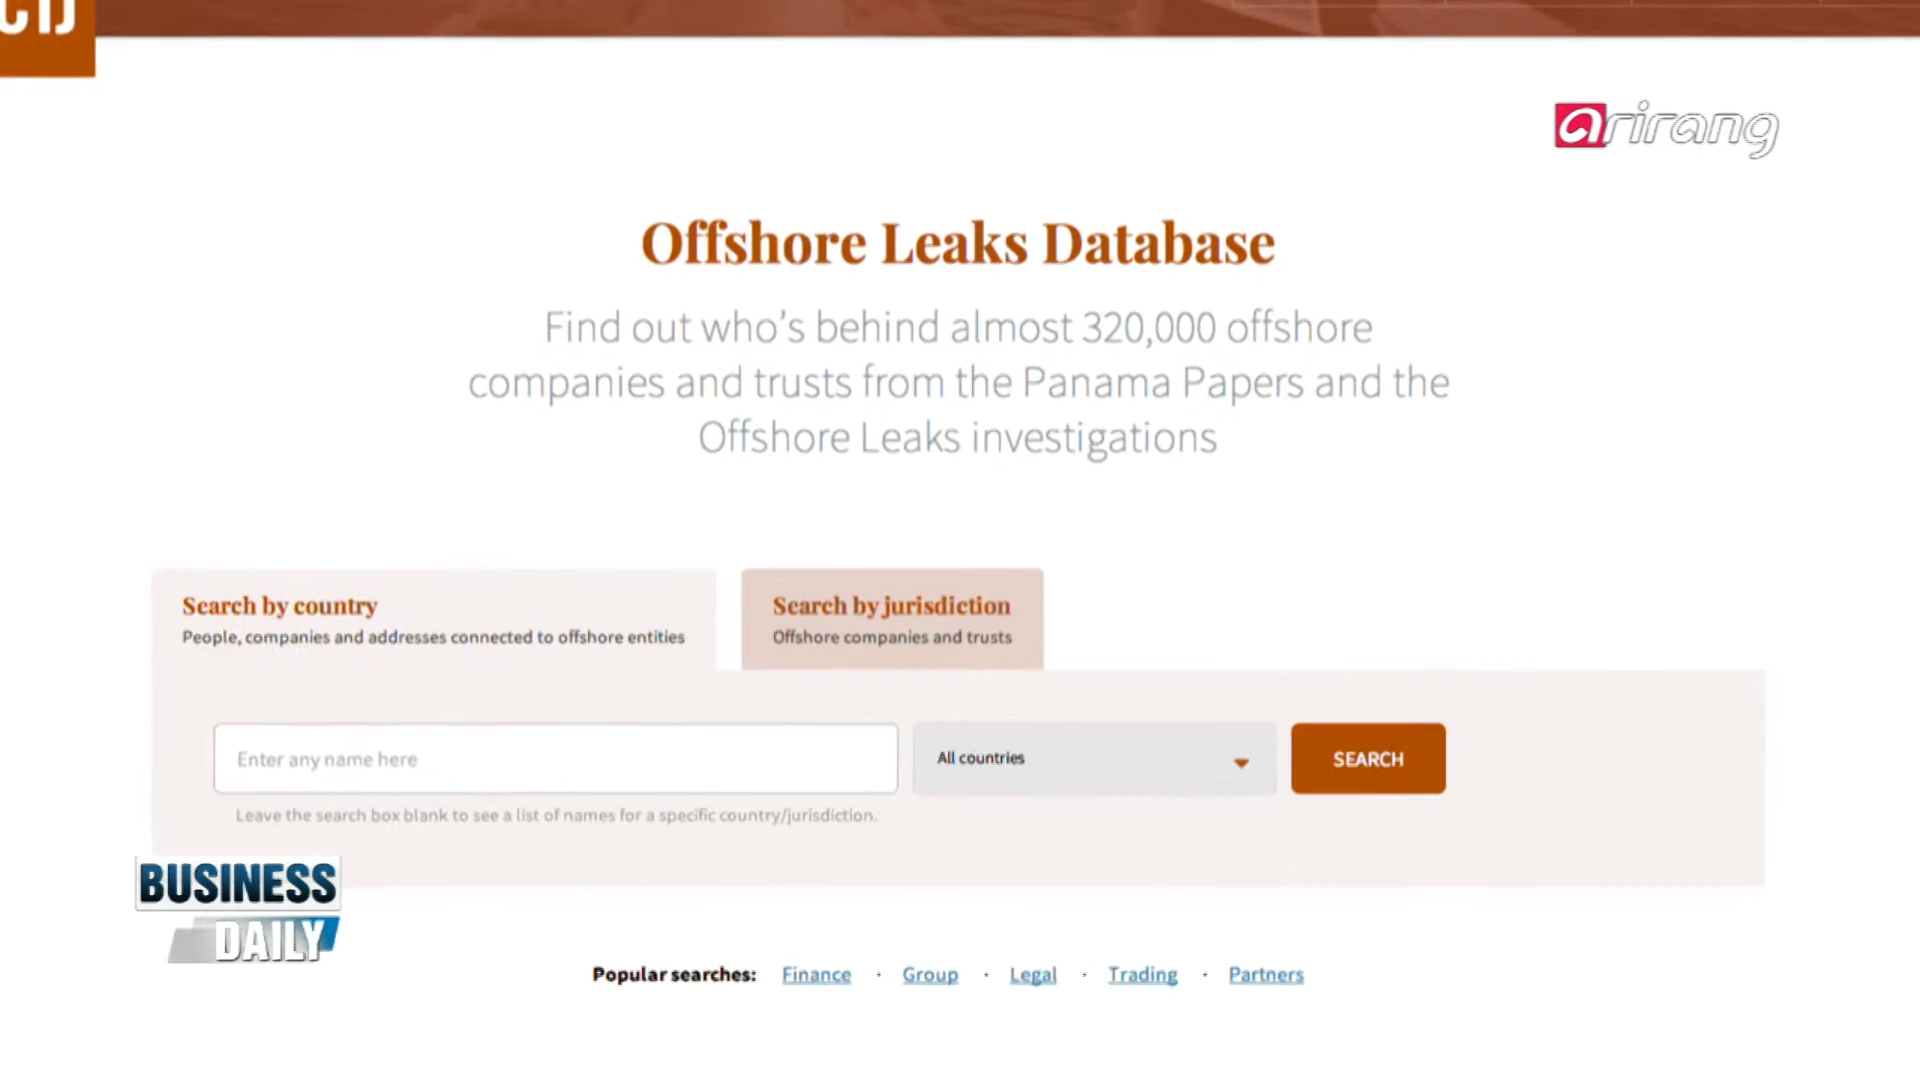 arirang
Offshore Leaks Database
Find out who's behind almost 320,000 offshore
companies and trusts from the Panama Papers and the
Offshore Leaks investigations
Search by country
People, companies and addresses connected to offshore entities
Search by jurisdiction
Offshore companies and trusts
Enter any name here
All countries
SEARCH
Leave the search box blank to see a list of names for a specific country/jurisdiction.
BUSINESS
DAILY
Popular searches: Finance · Group · Legal · Trading · Partners